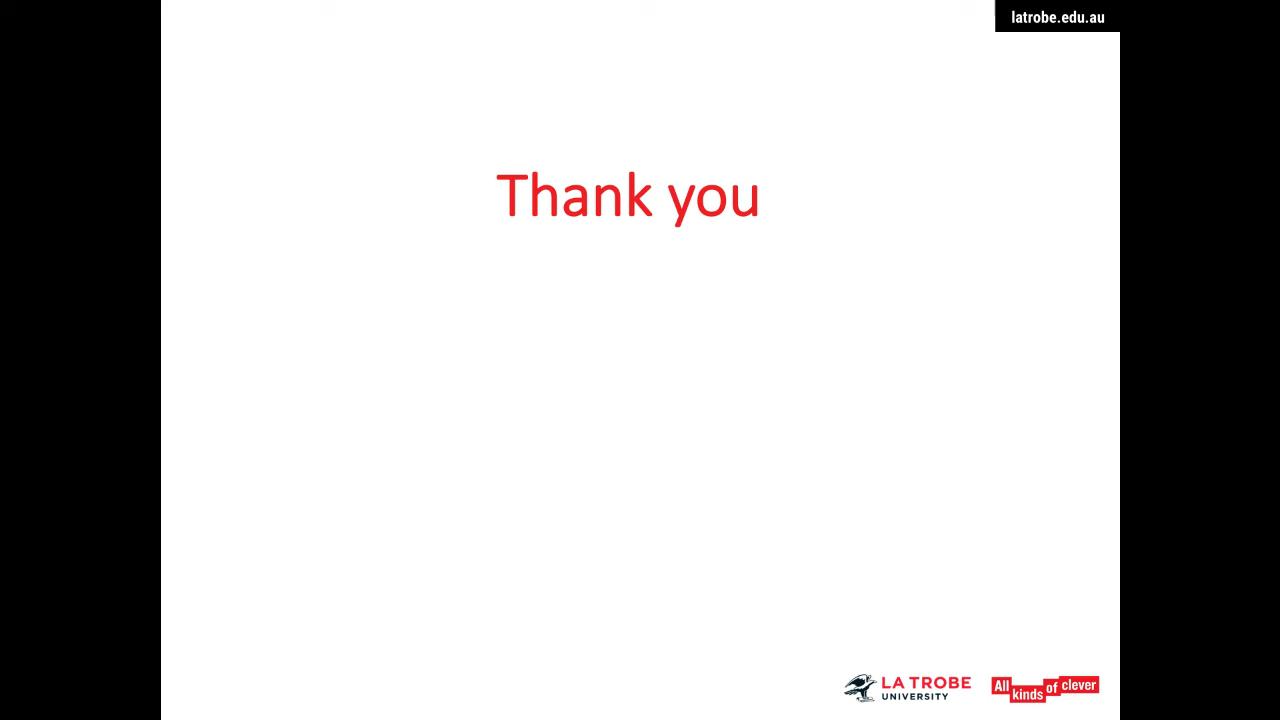 latrobe.edu.au
Thank you
LA TROBE
UNIVERSITY
All kinds of clever